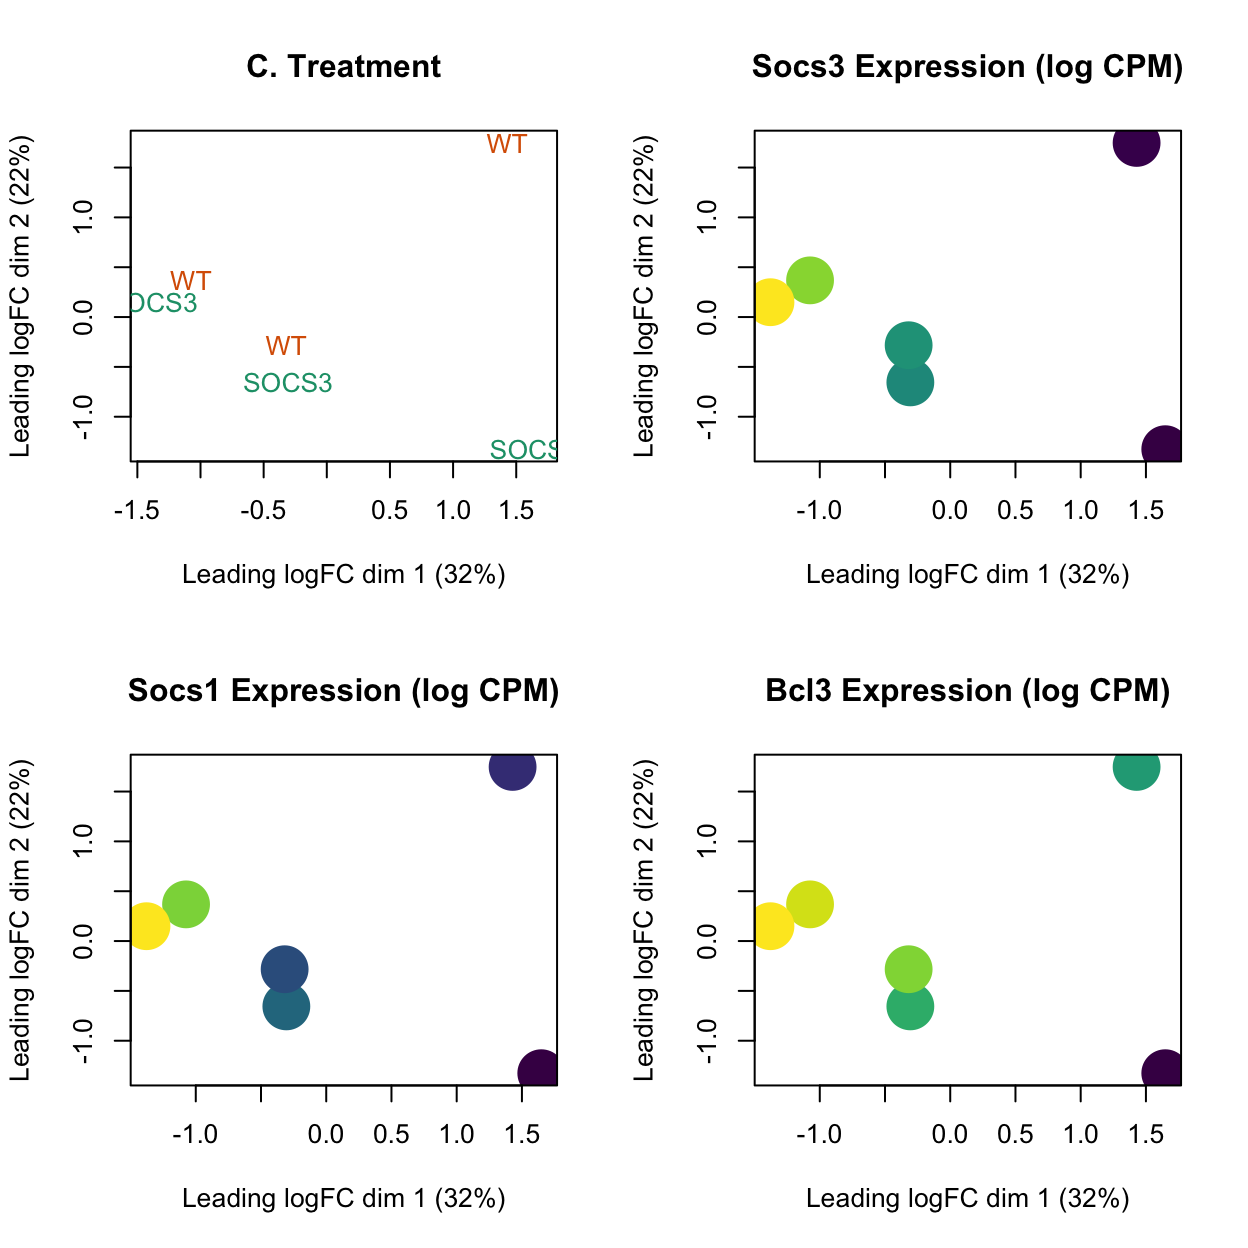 C. Treatment
Leading logFC dim 2 (22%)
1.0
0.0
-1.0
WT
WT
OCS3
WT
SOCS3
SOCS
-1.5 -0.5 0.5 1.0 1.5
Leading logFC dim 1 (32%)
Socs3 Expression (log CPM)
Leading logFC dim 2 (22%)
1.0
0.0
-1.0
-1.0 0.0 0.5 1.0 1.5
Leading logFC dim 1 (32%)
Socs1 Expression (log CPM)
Leading logFC dim 2 (22%)
1.0
0.0
-1.0
-1.0 0.0 0.5 1.0 1.5
Leading logFC dim 1 (32%)
Bcl3 Expression (log CPM)
Leading logFC dim 2 (22%)
1.0
0.0
-1.0
-1.0 0.0 0.5 1.0 1.5
Leading logFC dim 1 (32%)